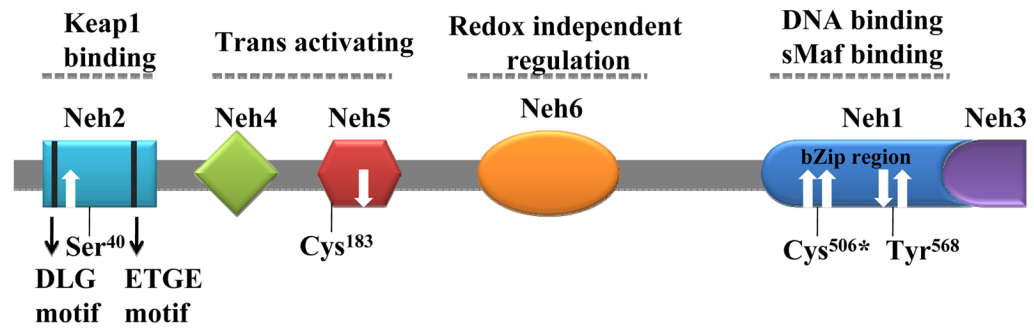 Keap1
binding
Trans activating
Redox independent
regulation
DNA binding
sMaf binding
Neh2
Neh4
Neh5
Neh6
Neh1
Neh3
bZip region
Ser⁴⁰
Cys¹⁸³
Cys⁵⁰⁶*
Tyr⁵⁶⁸
DLG
motif
ETGE
motif